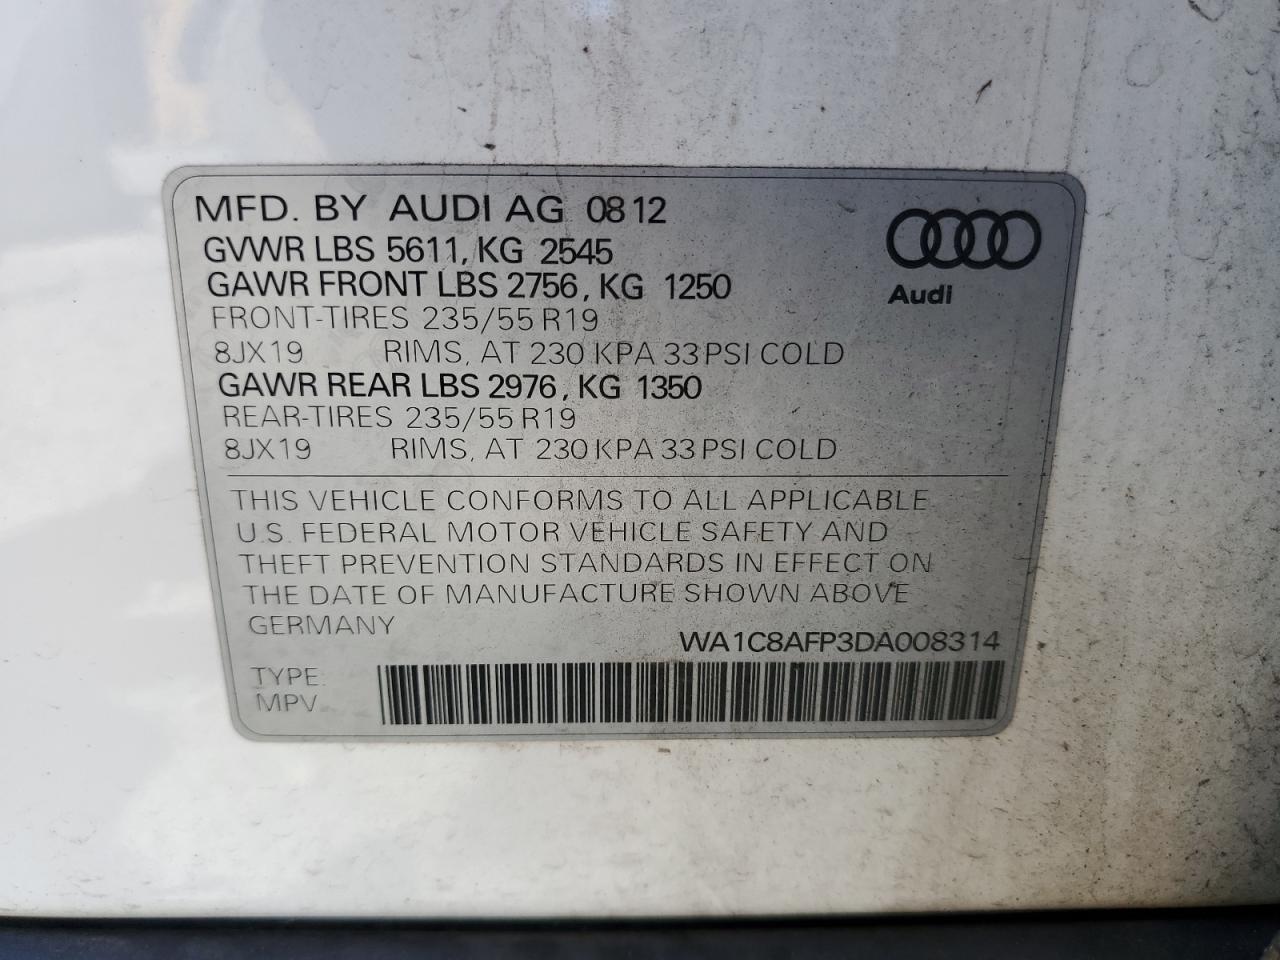 MFD. BY AUDI AG 0812
GVWR LBS 5611, KG 2545
GAWR FRONT LBS 2756, KG 1250
FRONT-TIRES 235/55 R19
8JX19 RIMS, AT 230 KPA 33 PSI COLD
GAWR REAR LBS 2976, KG 1350
REAR-TIRES 235/55 R19
8JX19 RIMS, AT 230 KPA 33 PSI COLD
Audi
THIS VEHICLE CONFORMS TO ALL APPLICABLE
U.S. FEDERAL MOTOR VEHICLE SAFETY AND
THEFT PREVENTION STANDARDS IN EFFECT ON
THE DATE OF MANUFACTURE SHOWN ABOVE
GERMANY
WA1C8AFP3DA008314
TYPE:
MPV